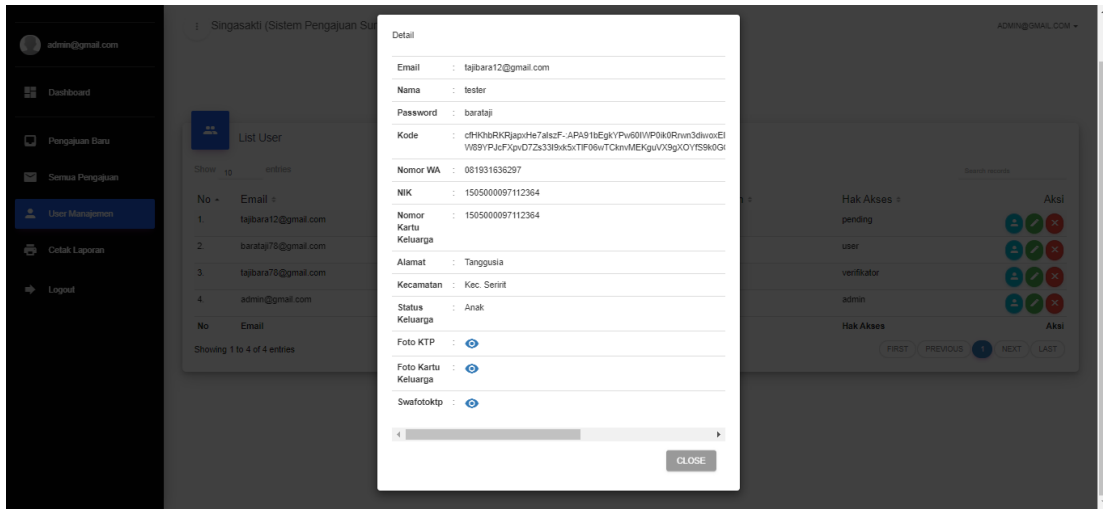 Singasakti (Sistem Pengajuan Sur
ADMIN@GMAIL.COM
admin@gmail.com
Dashboard
Pengajuan Baru
Semua Pengajuan
User Manajemen
Cetak Laporan
Logout
List User
Show 10 entries
Search records
No Email Hak Akses Aksi
1. tajibara12@gmail.com pending
2. barataji78@gmail.com user
3. tajibara78@gmail.com verifikator
4. admin@gmail.com admin
No Email Hak Akses Aksi
Showing 1 to 4 of 4 entries
FIRST PREVIOUS 1 NEXT LAST
Detail
Email : tajibara12@gmail.com
Nama : tester
Password : barataji
Kode :
Nomor WA : 081931636297
NIK : 1505000097112364
Nomor Kartu Keluarga : 1505000097112364
Alamat : Tanggusia
Kecamatan : Kec. Seririt
Status Keluarga : Anak
Foto KTP :
Foto Kartu Keluarga :
Swafotoktp :
CLOSE